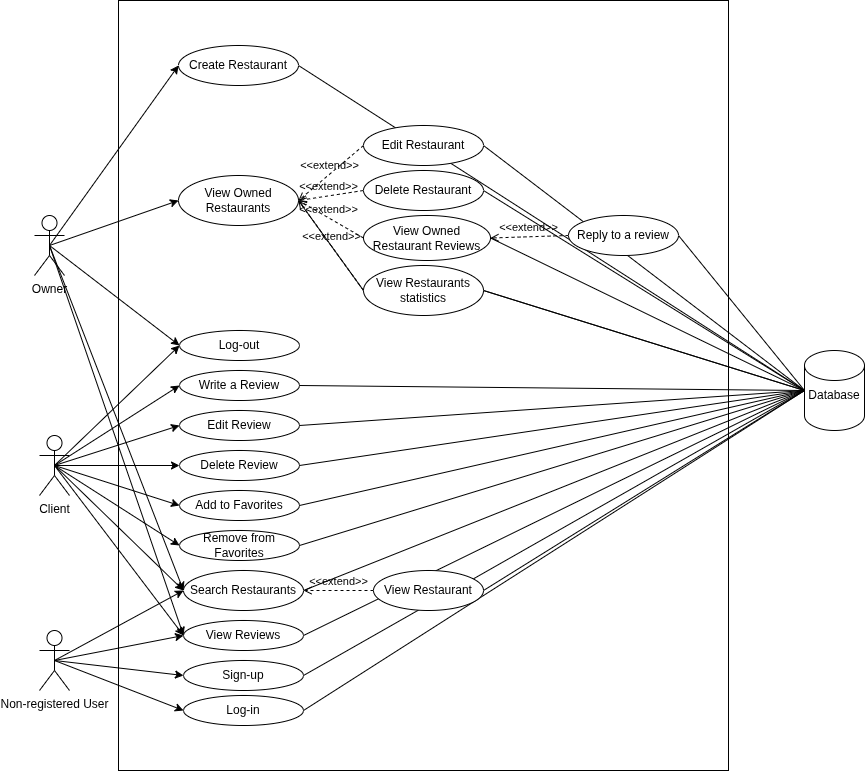 Create Restaurant
Edit Restaurant
<<extend>>
Delete Restaurant
<<extend>>
View Owned
Restaurants
<<extend>>
View Owned
Restaurant Reviews
<<extend>>
Reply to a review
<<extend>>
View Restaurants
statistics
Owner
Log-out
Write a Review
Database
Edit Review
Delete Review
Client
Add to Favorites
Remove from
Favorites
Search Restaurants
<<extend>>
View Restaurant
View Reviews
Sign-up
Non-registered User
Log-in